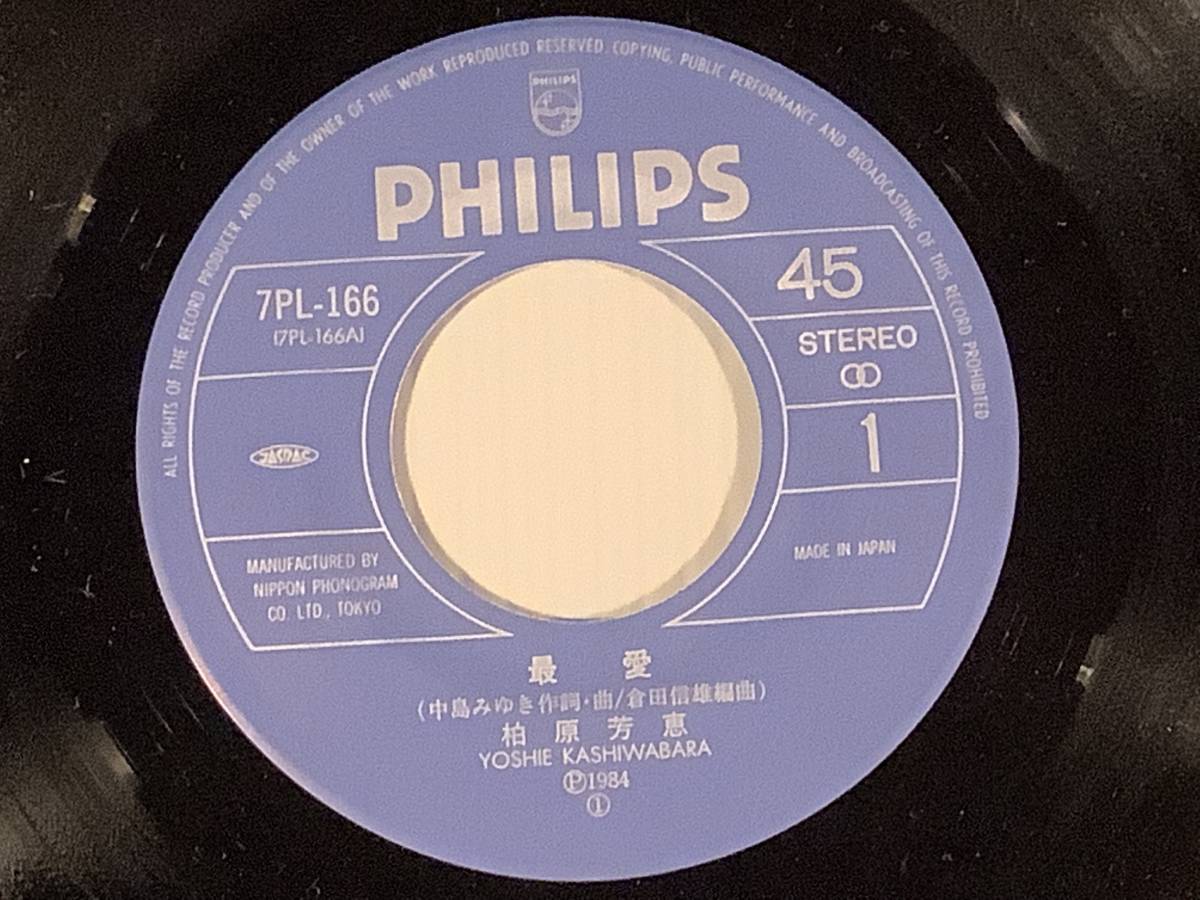 ALL RIGHTS OF THE RECORD PRODUCER AND OF THE OWNER OF THE WORK REPRODUCED RESERVED. COPYING, PUBLIC PERFORMANCE AND BROADCASTING OF THIS RECORD PROHIBITED
PHILIPS
PHILIPS
7PL-166
(7PL-166A)
JASRAC
MANUFACTURED BY
NIPPON PHONOGRAM
CO. LTD., TOKYO
45
STEREO
1
MADE IN JAPAN
最 愛
(中島みゆき作詞・曲/倉田信雄編曲)
柏原芳恵
YOSHIE KASHIWABARA
Ⓟ1984
①